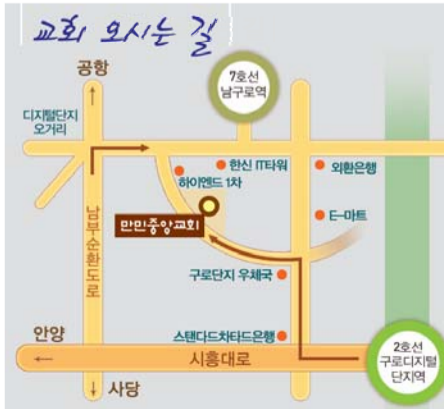 교회 오시는 길
공항
7호선
남구로역
디지털단지
오거리
한신 IT타워
하이엔드 1차
외환은행
E-마트
만민중앙교회
남부순환도로
구로단지 우체국
스탠다드차타드은행
안양
시흥대로
2호선
구로디지털
단지역
사당